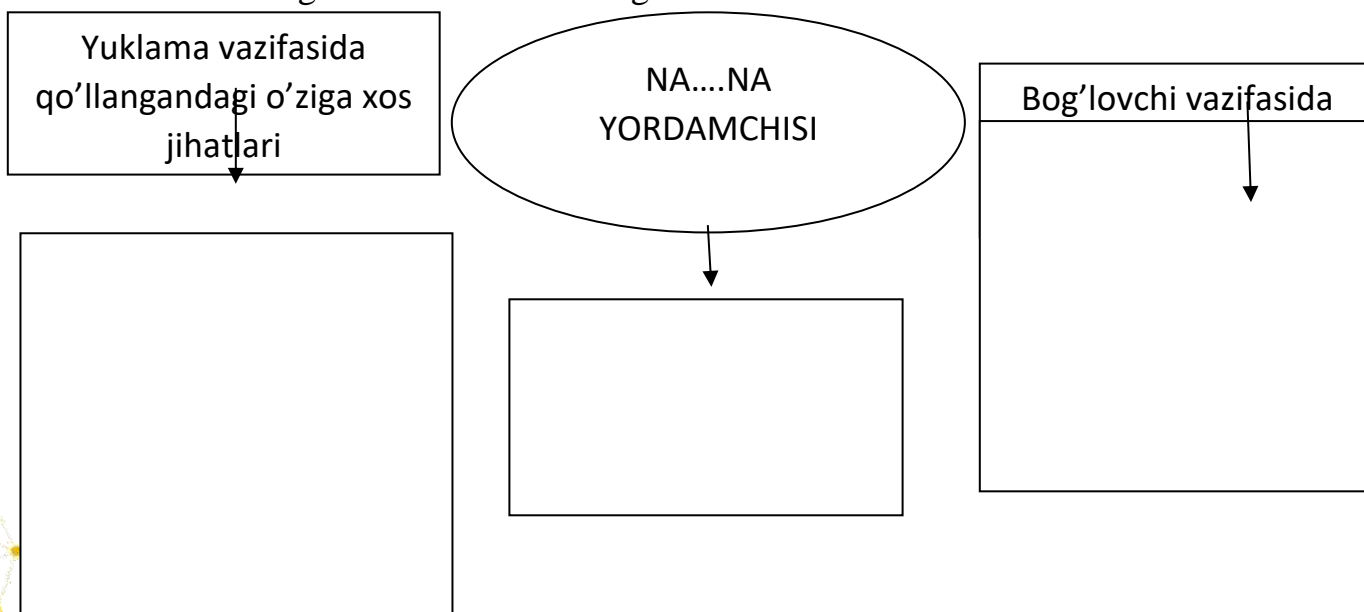 Yuklama vazifasida
qo’llangandagi o’ziga xos
jihatlari
NA....NA
YORDAMCHISI
Bog’lovchi vazifasida